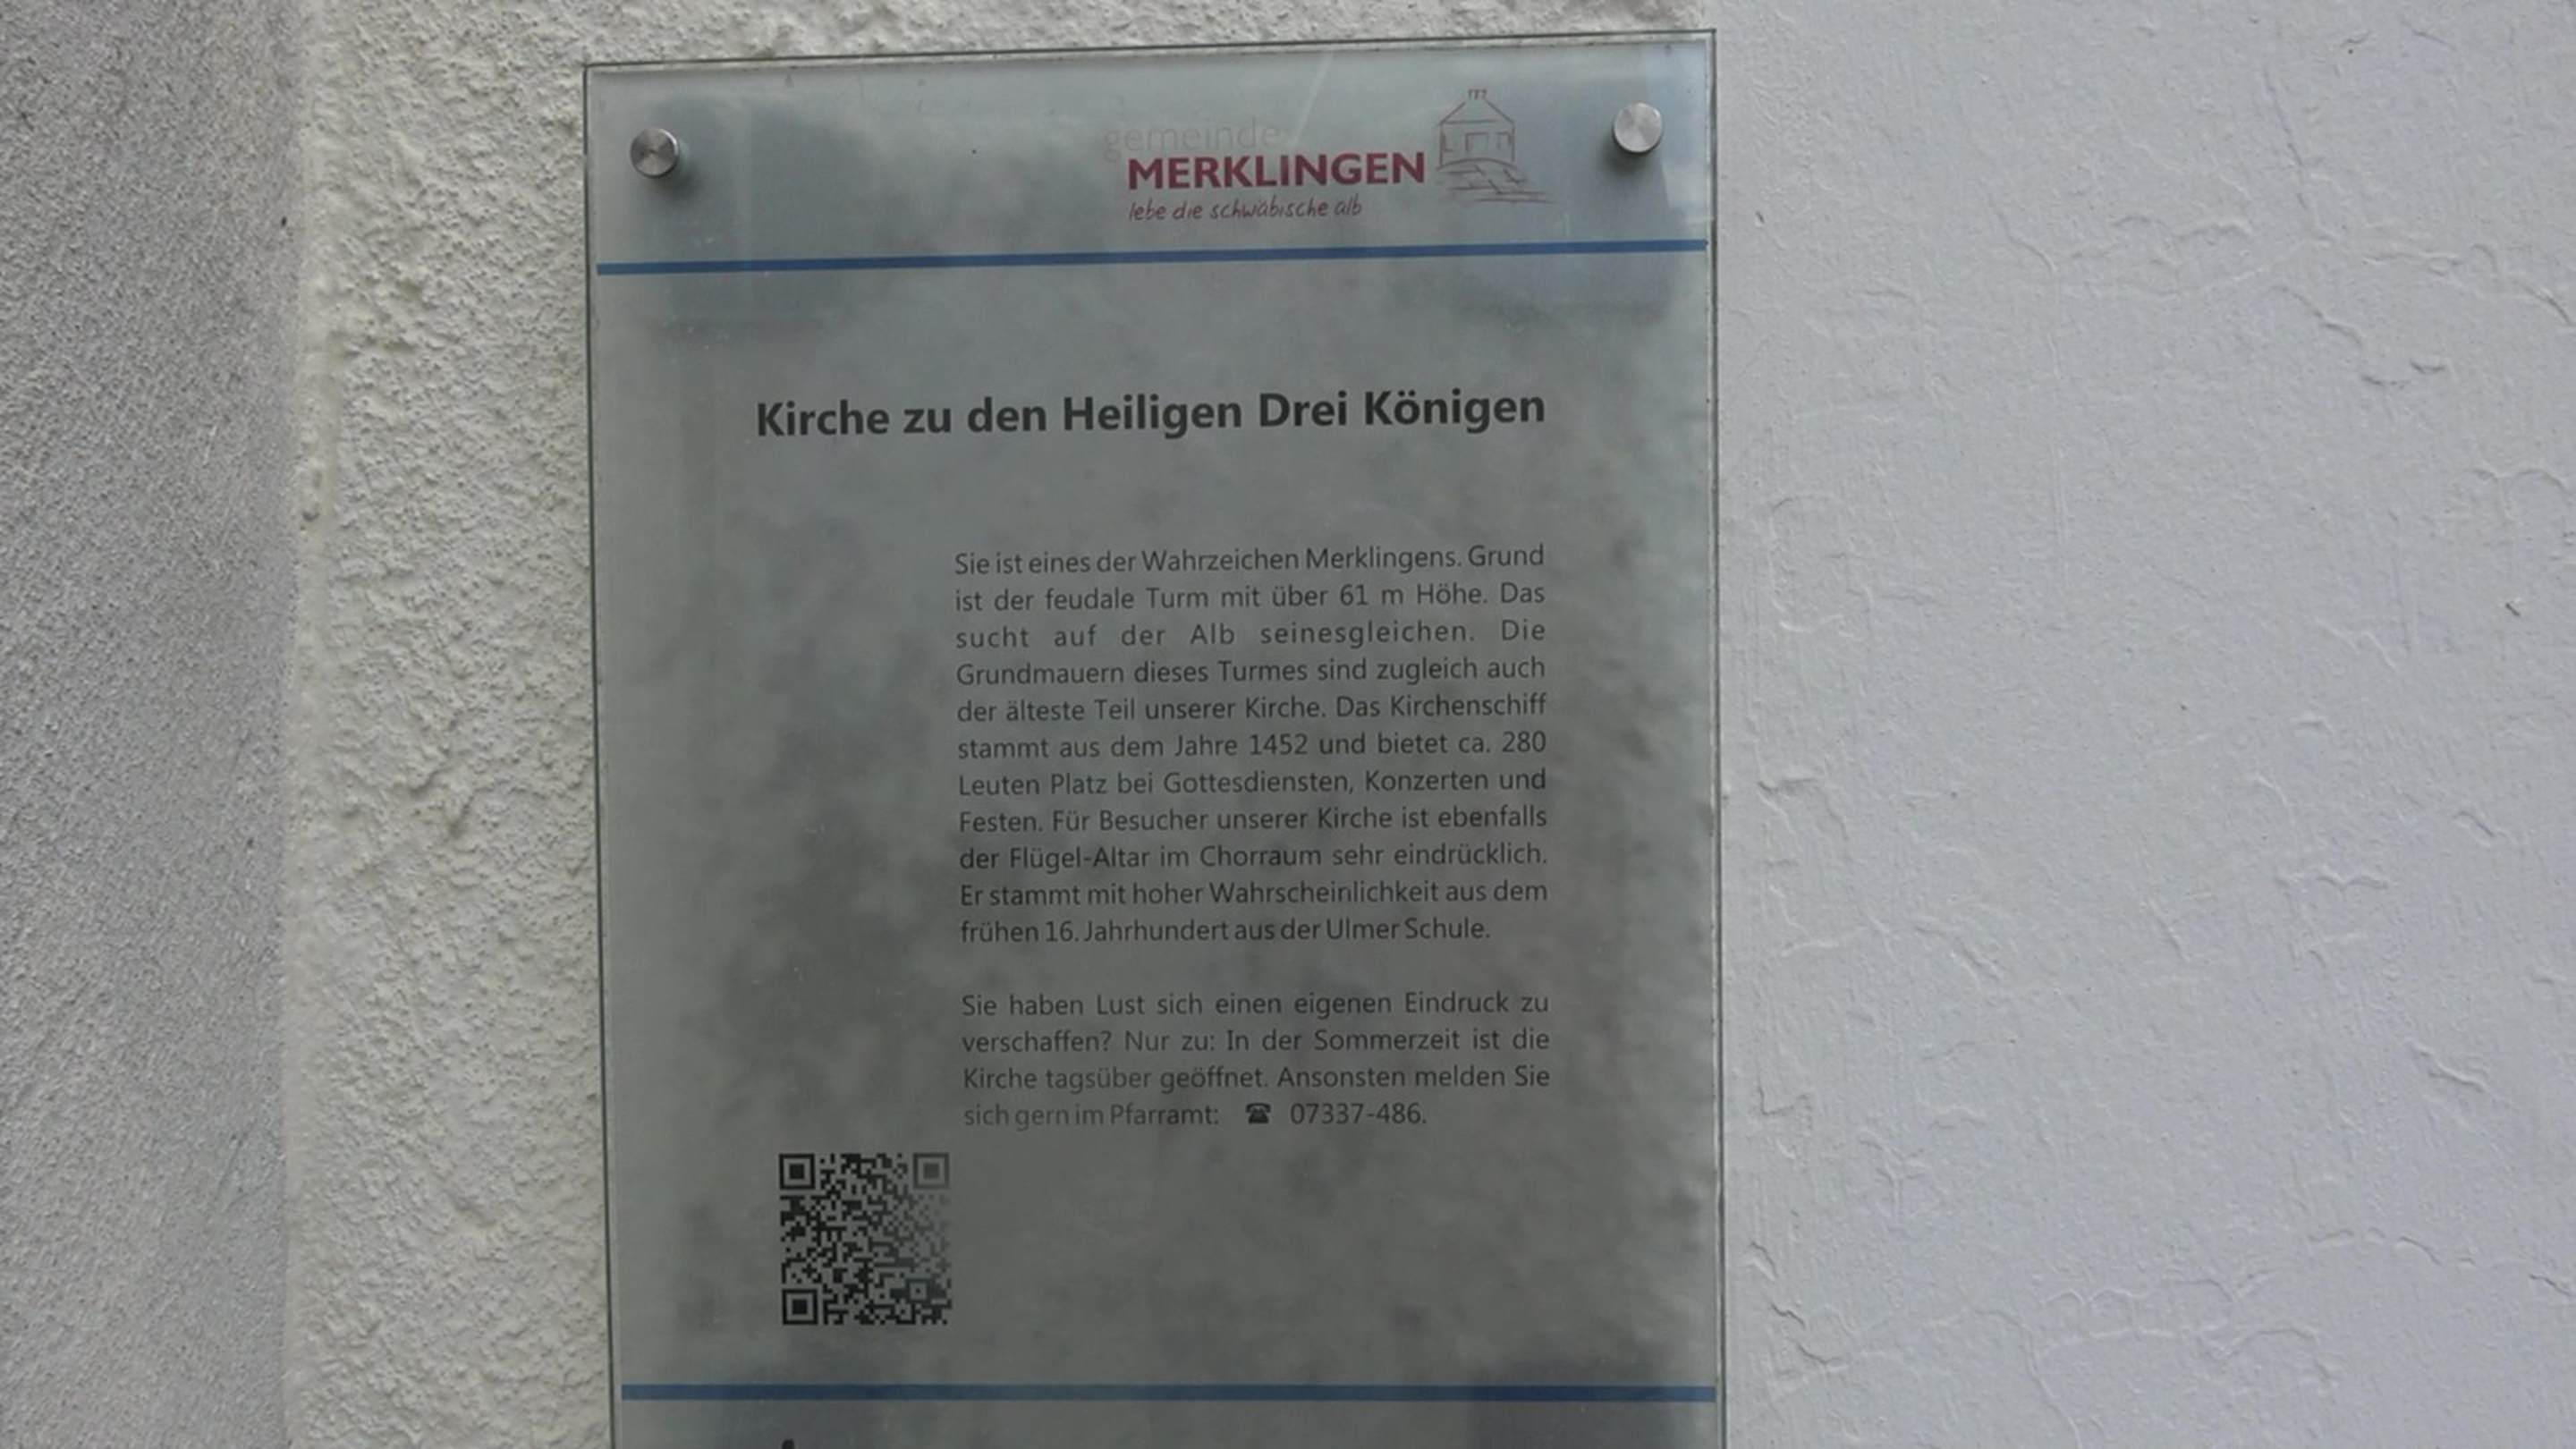 gemeinde
MERKLINGEN
lebe die schwäbische alb
Kirche zu den Heiligen Drei Königen
Sie ist eines der Wahrzeichen Merklingens. Grund
ist der feudale Turm mit über 61 m Höhe. Das
sucht auf der Alb seinesgleichen. Die
Grundmauern dieses Turmes sind zugleich auch
der älteste Teil unserer Kirche. Das Kirchenschiff
stammt aus dem Jahre 1452 und bietet ca. 280
Leuten Platz bei Gottesdiensten, Konzerten und
Festen. Für Besucher unserer Kirche ist ebenfalls
der Flügel-Altar im Chorraum sehr eindrücklich.
Er stammt mit hoher Wahrscheinlichkeit aus dem
frühen 16. Jahrhundert aus der Ulmer Schule.
Sie haben Lust sich einen eigenen Eindruck zu
verschaffen? Nur zu: In der Sommerzeit ist die
Kirche tagsüber geöffnet. Ansonsten melden Sie
sich gern im Pfarramt: ☎ 07337-486.